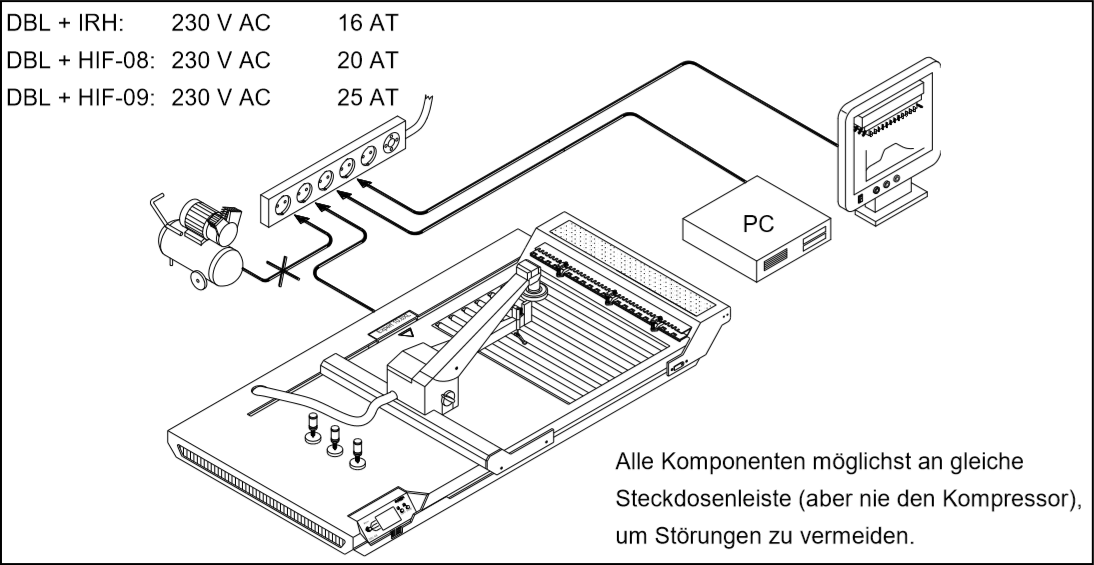 DBL + IRH: 230 V AC 16 AT
DBL + HIF-08: 230 V AC 20 AT
DBL + HIF-09: 230 V AC 25 AT
PC
Alle Komponenten möglichst an gleiche
Steckdosenleiste (aber nie den Kompressor),
um Störungen zu vermeiden.